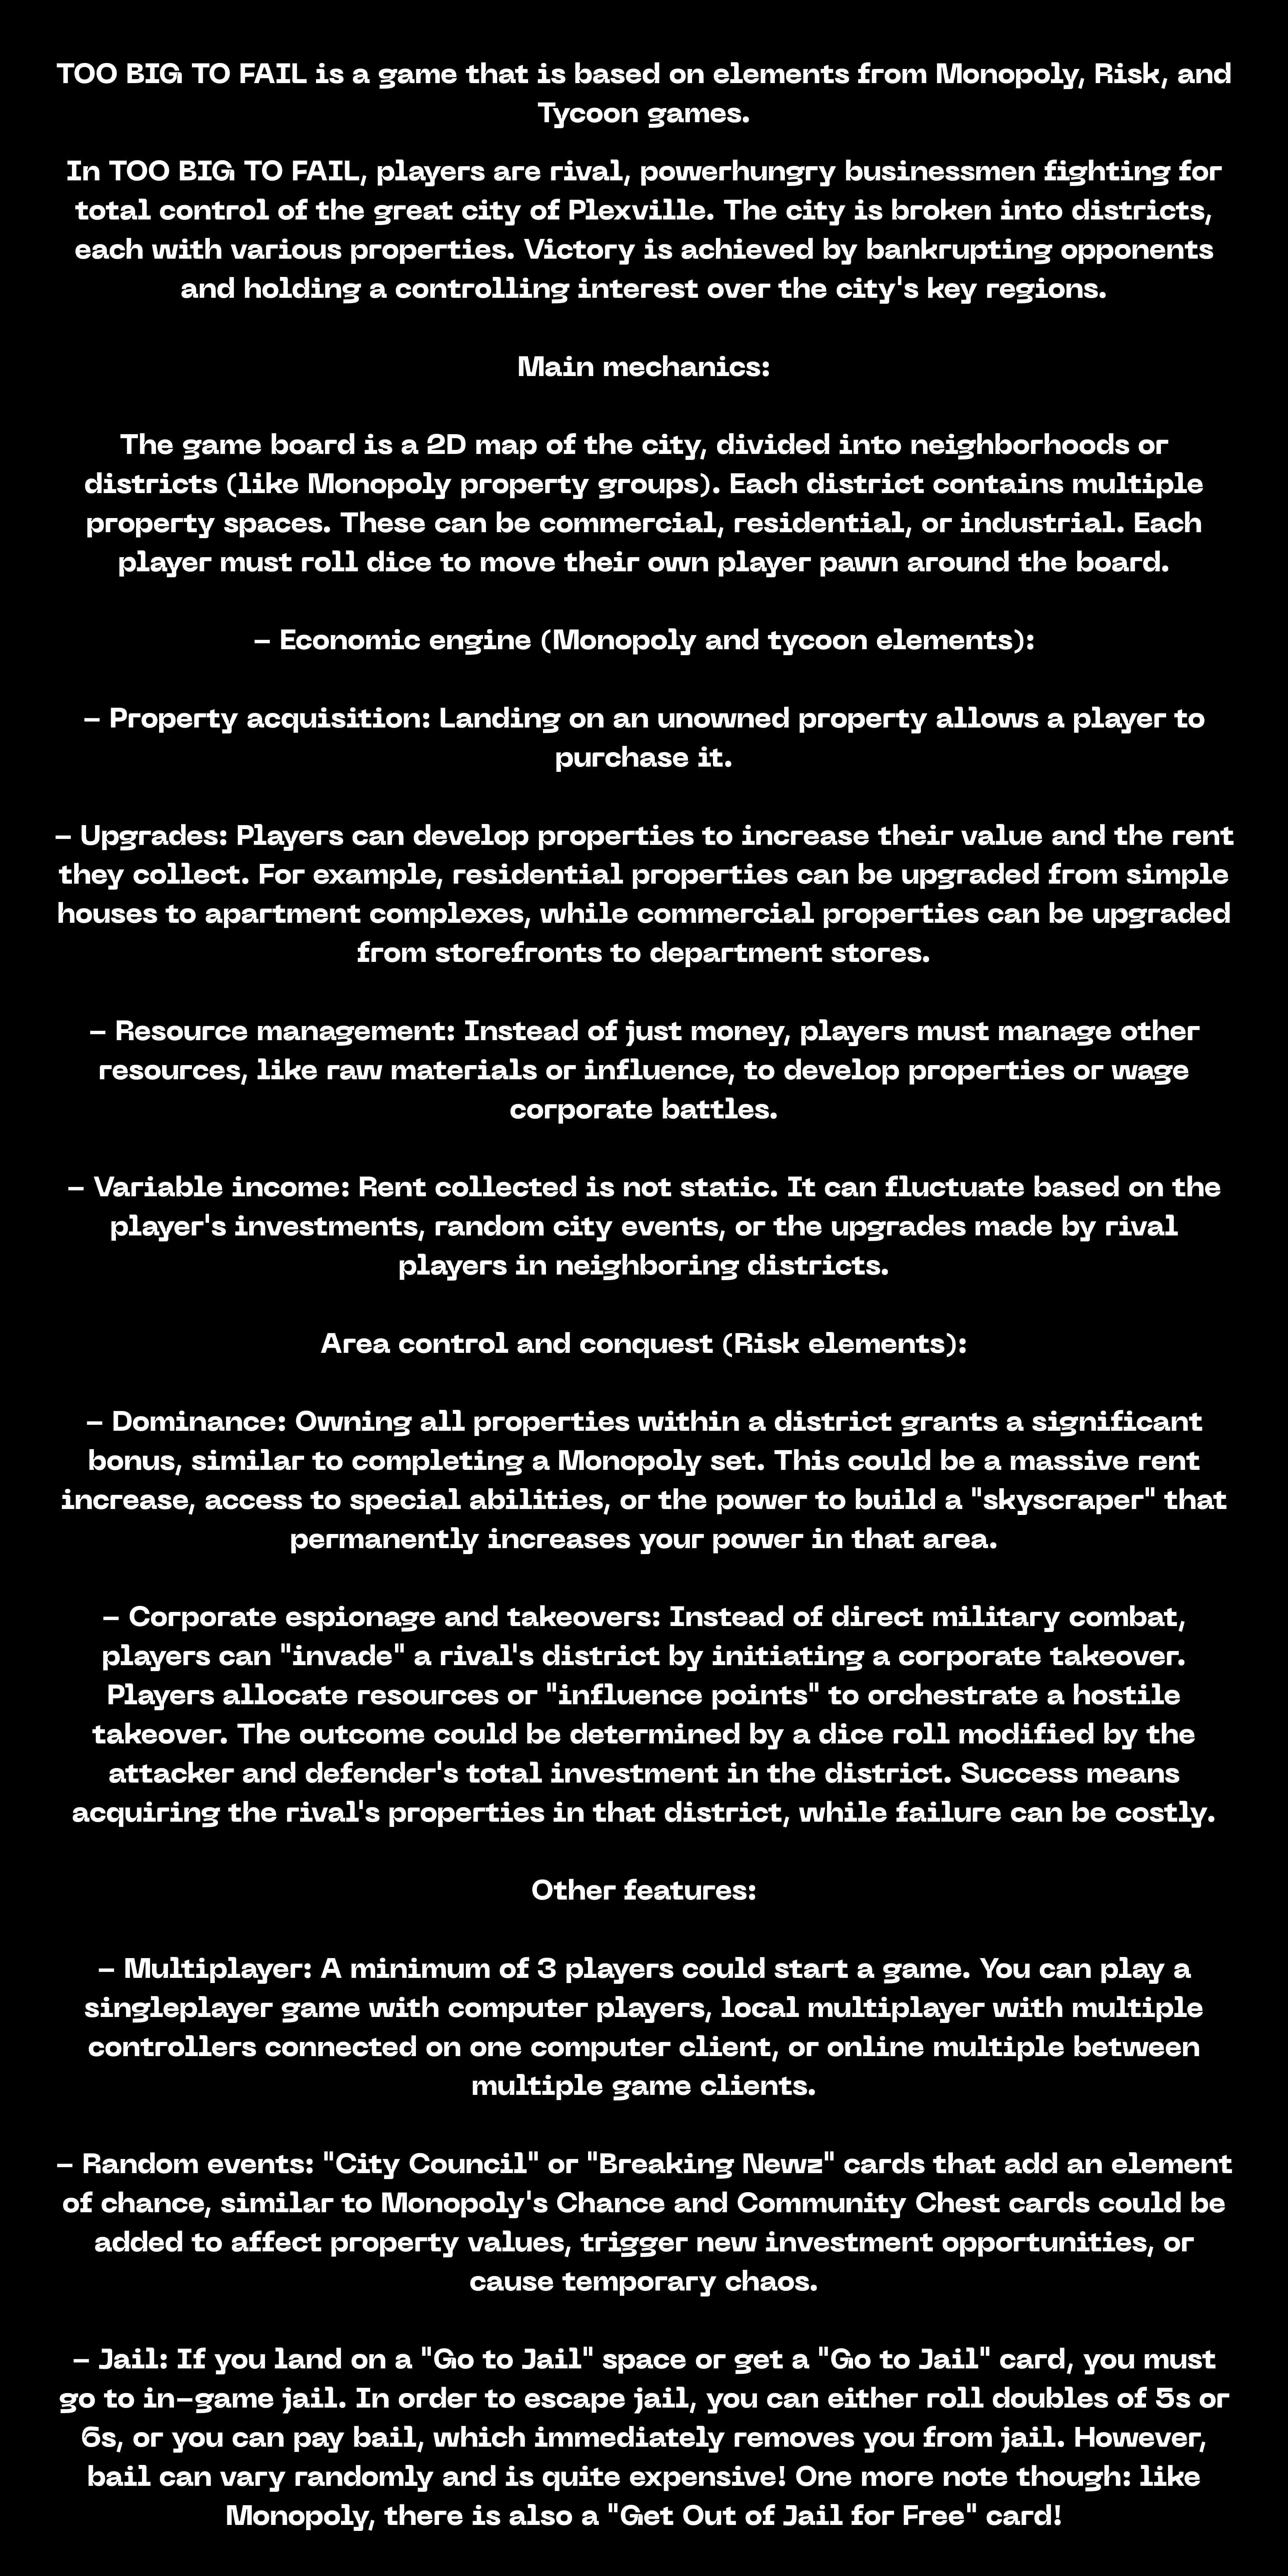 TOO BIG TO FAIL is a game that is based on elements from Monopoly, Risk, and
Tycoon games.
In TOO BIG TO FAIL, players are rival, powerhungry businessmen fighting for
total control of the great city of Plexville. The city is broken into districts,
each with various properties. Victory is achieved by bankrupting opponents
and holding a controlling interest over the city's key regions.
Main mechanics:
The game board is a 2D map of the city, divided into neighborhoods or
districts (like Monopoly property groups). Each district contains multiple
property spaces. These can be commercial, residential, or industrial. Each
player must roll dice to move their own player pawn around the board.
– Economic engine (Monopoly and tycoon elements):
– Property acquisition: Landing on an unowned property allows a player to
purchase it.
– Upgrades: Players can develop properties to increase their value and the rent
they collect. For example, residential properties can be upgraded from simple
houses to apartment complexes, while commercial properties can be upgraded
from storefronts to department stores.
– Resource management: Instead of just money, players must manage other
resources, like raw materials or influence, to develop properties or wage
corporate battles.
– Variable income: Rent collected is not static. It can fluctuate based on the
player's investments, random city events, or the upgrades made by rival
players in neighboring districts.
Area control and conquest (Risk elements):
– Dominance: Owning all properties within a district grants a significant
bonus, similar to completing a Monopoly set. This could be a massive rent
increase, access to special abilities, or the power to build a "skyscraper" that
permanently increases your power in that area.
– Corporate espionage and takeovers: Instead of direct military combat,
players can "invade" a rival's district by initiating a corporate takeover.
Players allocate resources or "influence points" to orchestrate a hostile
takeover. The outcome could be determined by a dice roll modified by the
attacker and defender's total investment in the district. Success means
acquiring the rival's properties in that district, while failure can be costly.
Other features:
– Multiplayer: A minimum of 3 players could start a game. You can play a
singleplayer game with computer players, local multiplayer with multiple
controllers connected on one computer client, or online multiple between
multiple game clients.
– Random events: "City Council" or "Breaking Newz" cards that add an element
of chance, similar to Monopoly's Chance and Community Chest cards could be
added to affect property values, trigger new investment opportunities, or
cause temporary chaos.
– Jail: If you land on a "Go to Jail" space or get a "Go to Jail" card, you must
go to in–game jail. In order to escape jail, you can either roll doubles of 5s or
6s, or you can pay bail, which immediately removes you from jail. However,
bail can vary randomly and is quite expensive! One more note though: like
Monopoly, there is also a "Get Out of Jail for Free" card!